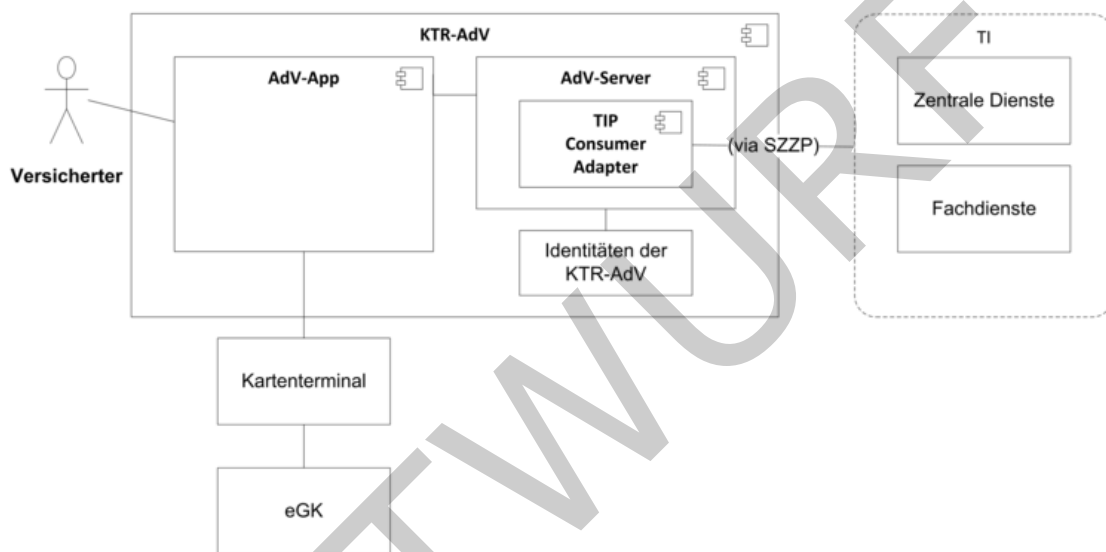 KTR-AdV
TI
AdV-App
AdV-Server
Zentrale Dienste
TIP
Consumer
Adapter
(via SZZP)
Versicherter
Fachdienste
Identitäten der
KTR-AdV
Kartenterminal
eGK
TWURF